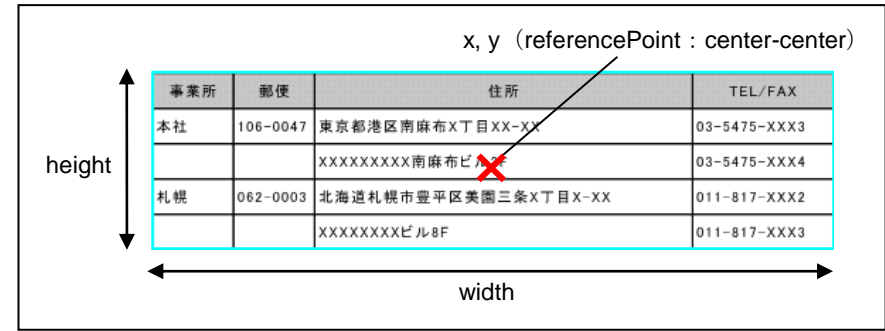 x, y（referencePoint：center-center）
事業所 郵便 住所 TEL/FAX
本社 106-0047 東京都港区南麻布X丁目XX-XX 03-5475-XXX3
height
XXXXXXXXX南麻布ビル 03-5475-XXX4
札幌 062-0003 北海道札幌市豊平区美園三条X丁目X-XX 011-817-XXX2
XXXXXXXXビル8F 011-817-XXX3
width